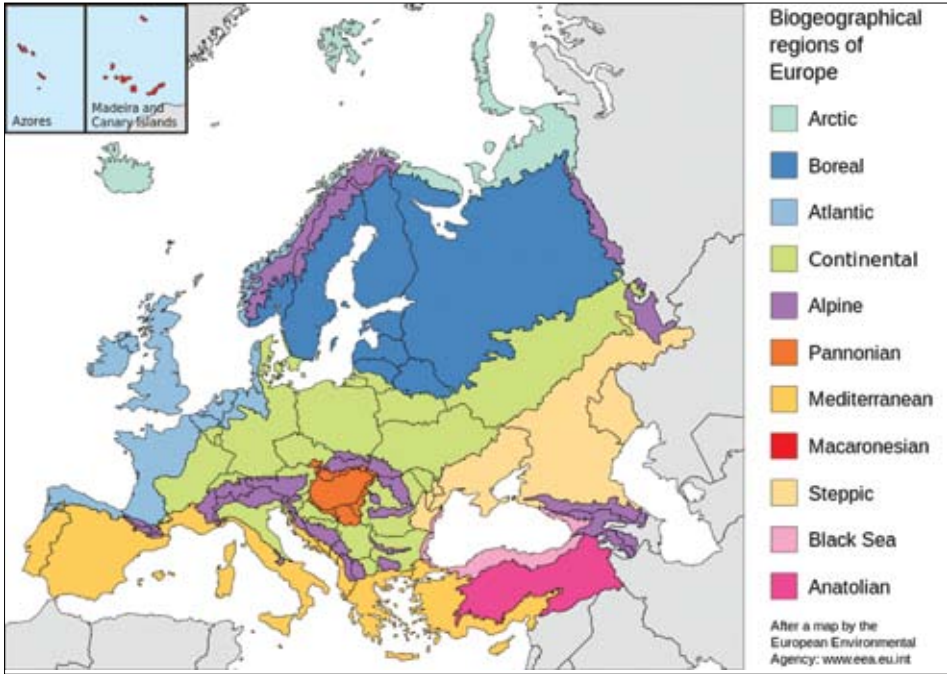 Azores
Madeira and
Canary Islands
Biogeographical
regions of
Europe
Arctic
Boreal
Atlantic
Continental
Alpine
Pannonian
Mediterranean
Macaronesian
Steppic
Black Sea
Anatolian
After a map by the
European Environmental
Agency: www.eea.eu.int